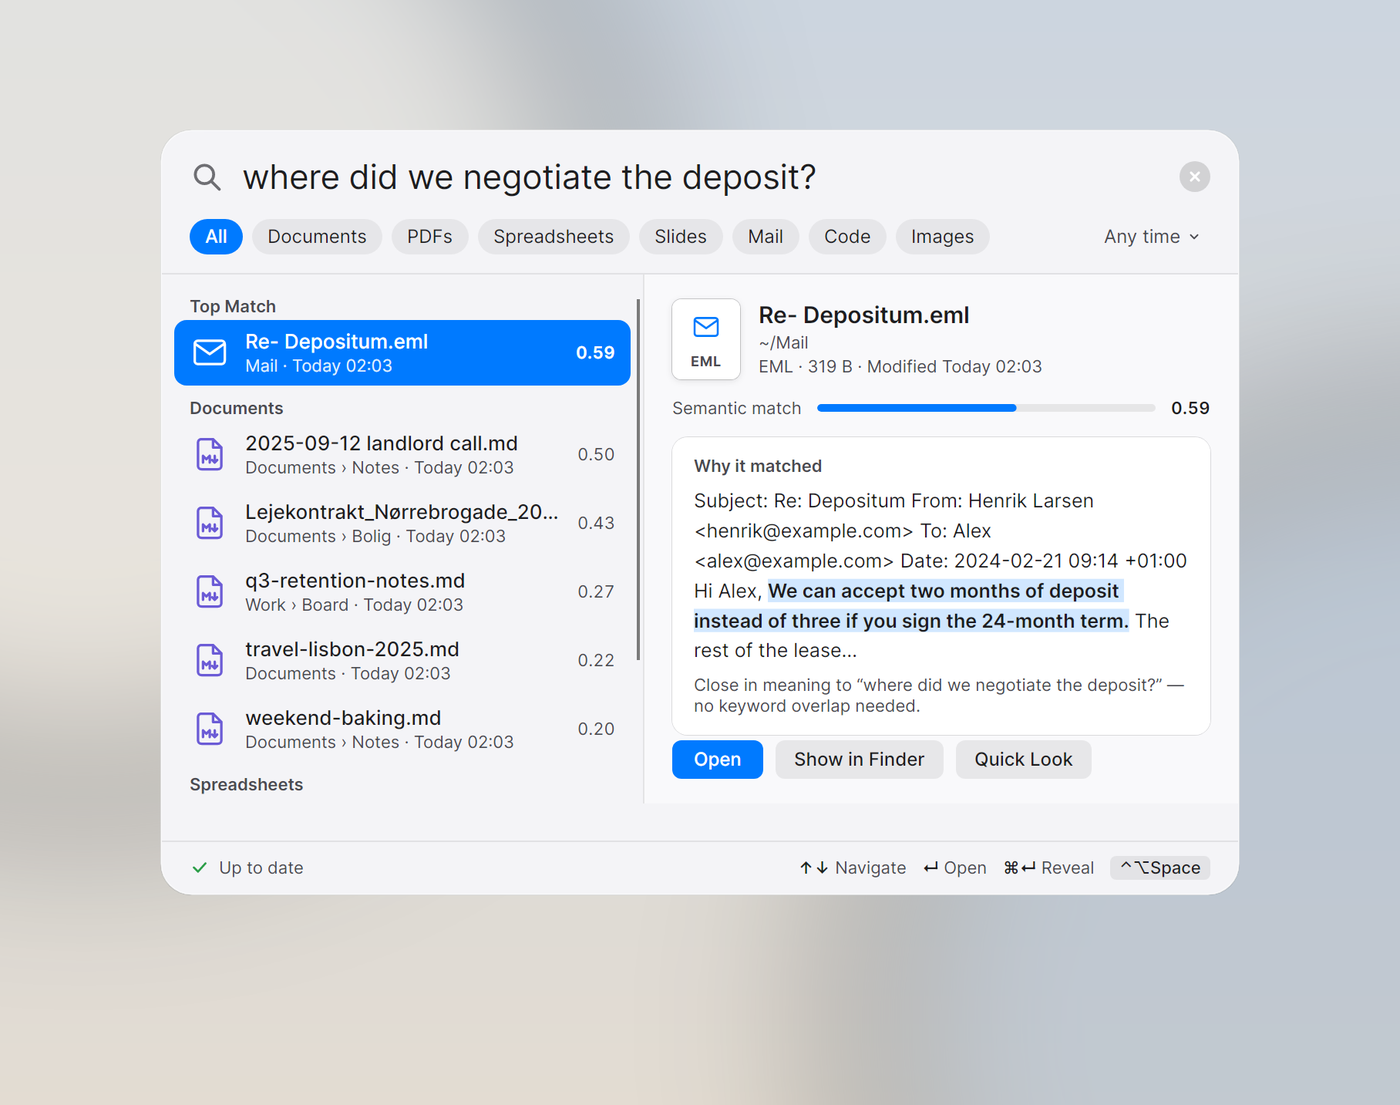 where did we negotiate the deposit?
All Documents PDFs Spreadsheets Slides Mail Code Images Any time
Top Match
Re- Depositum.eml
Mail · Today 02:03
0.59
Documents
2025-09-12 landlord call.md
Documents › Notes · Today 02:03
0.50
Lejekontrakt_Nørrebrogade_20...
Documents › Bolig · Today 02:03
0.43
q3-retention-notes.md
Work › Board · Today 02:03
0.27
travel-lisbon-2025.md
Documents · Today 02:03
0.22
weekend-baking.md
Documents › Notes · Today 02:03
0.20
Spreadsheets
EML
Re- Depositum.eml
~/Mail
EML · 319 B · Modified Today 02:03
Semantic match 0.59
Why it matched
Subject: Re: Depositum From: Henrik Larsen
<henrik@example.com> To: Alex
<alex@example.com> Date: 2024-02-21 09:14 +01:00
Hi Alex, We can accept two months of deposit
instead of three if you sign the 24-month term. The
rest of the lease...
Close in meaning to “where did we negotiate the deposit?” —
no keyword overlap needed.
Open Show in Finder Quick Look
Up to date
↑↓ Navigate ↵ Open ⌘↵ Reveal ^⌥Space